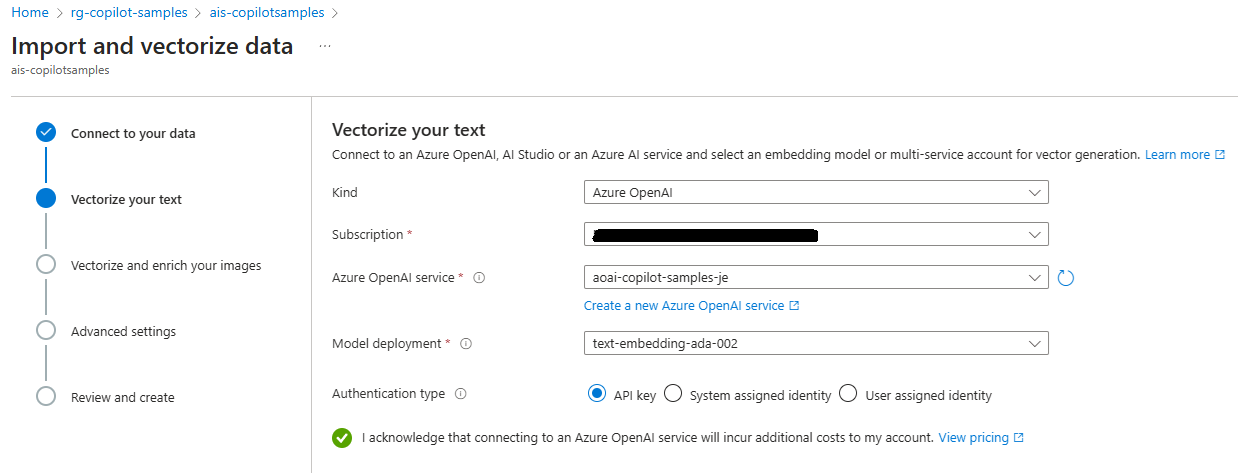 Home > rg-copilot-samples > ais-copilotsamples >
Import and vectorize data ...
ais-copilotsamples
Connect to your data
Vectorize your text
Vectorize and enrich your images
Advanced settings
Review and create
Vectorize your text
Connect to an Azure OpenAI, AI Studio or an Azure AI service and select an embedding model or multi-service account for vector generation. Learn more
Kind
Azure OpenAI
Subscription *
Azure OpenAI service *
aoai-copilot-samples-je
Create a new Azure OpenAI service
Model deployment *
text-embedding-ada-002
Authentication type
API key System assigned identity User assigned identity
I acknowledge that connecting to an Azure OpenAI service will incur additional costs to my account. View pricing